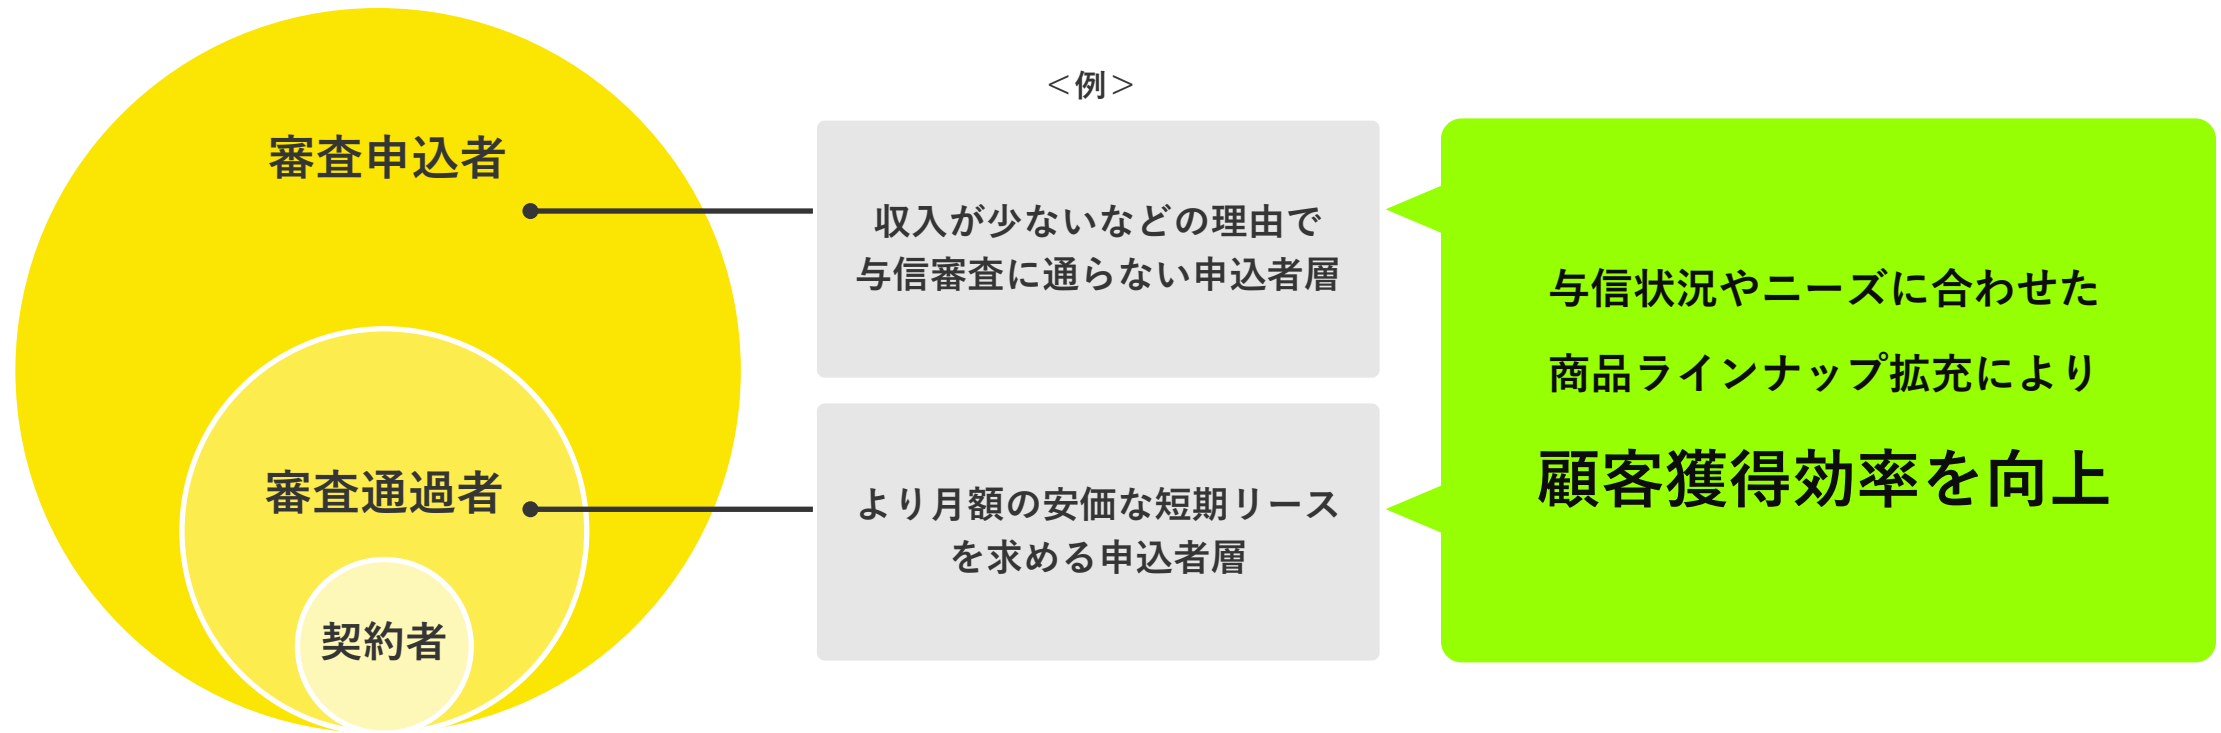 審査申込者
審査通過者
契約者
＜例＞
収入が少ないなどの理由で
与信審査に通らない申込者層
より月額の安価な短期リース
を求める申込者層
与信状況やニーズに合わせた
商品ラインナップ拡充により
顧客獲得効率を向上